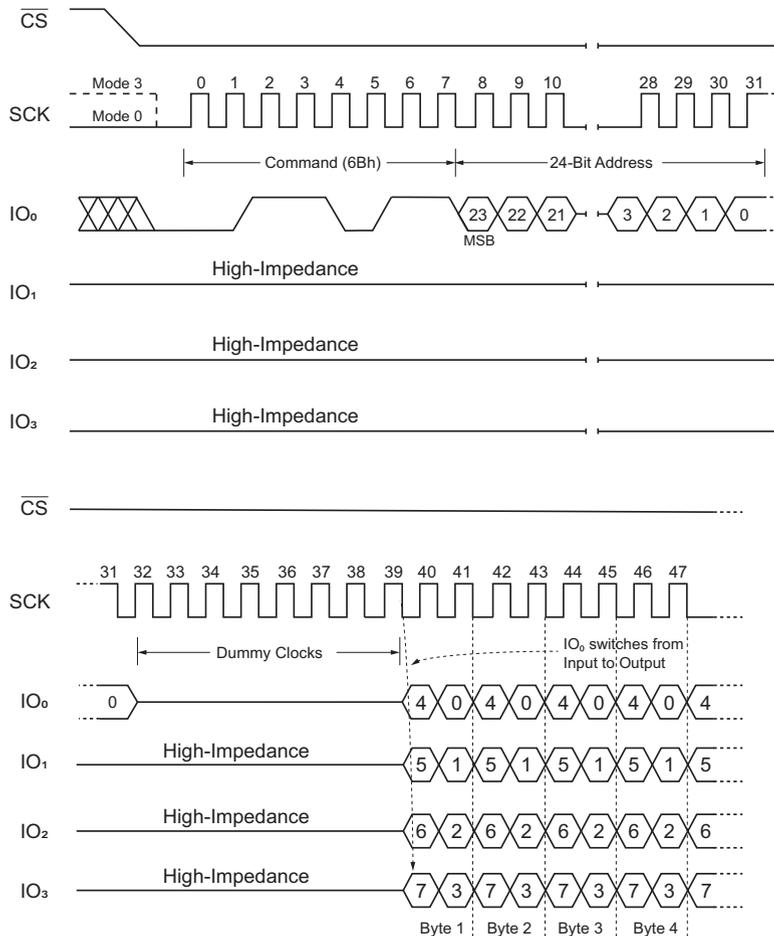 CS
Mode 3 0 1 2 3 4 5 6 7 8 9 10 28 29 30 31
SCK Mode 0
Command (6Bh) 24-Bit Address
IO₀ 23 22 21 3 2 1 0
MSB
High-Impedance
IO₁
High-Impedance
IO₂
High-Impedance
IO₃
CS
31 32 33 34 35 36 37 38 39 40 41 42 43 44 45 46 47
SCK
Dummy Clocks
IO₀ switches from
Input to Output
IO₀ 0 4 0 4 0 4 0 4 0 4
IO₁ High-Impedance 5 1 5 1 5 1 5 1 5
IO₂ High-Impedance 6 2 6 2 6 2 6 2 6
IO₃ High-Impedance 7 3 7 3 7 3 7 3 7
Byte 1 Byte 2 Byte 3 Byte 4